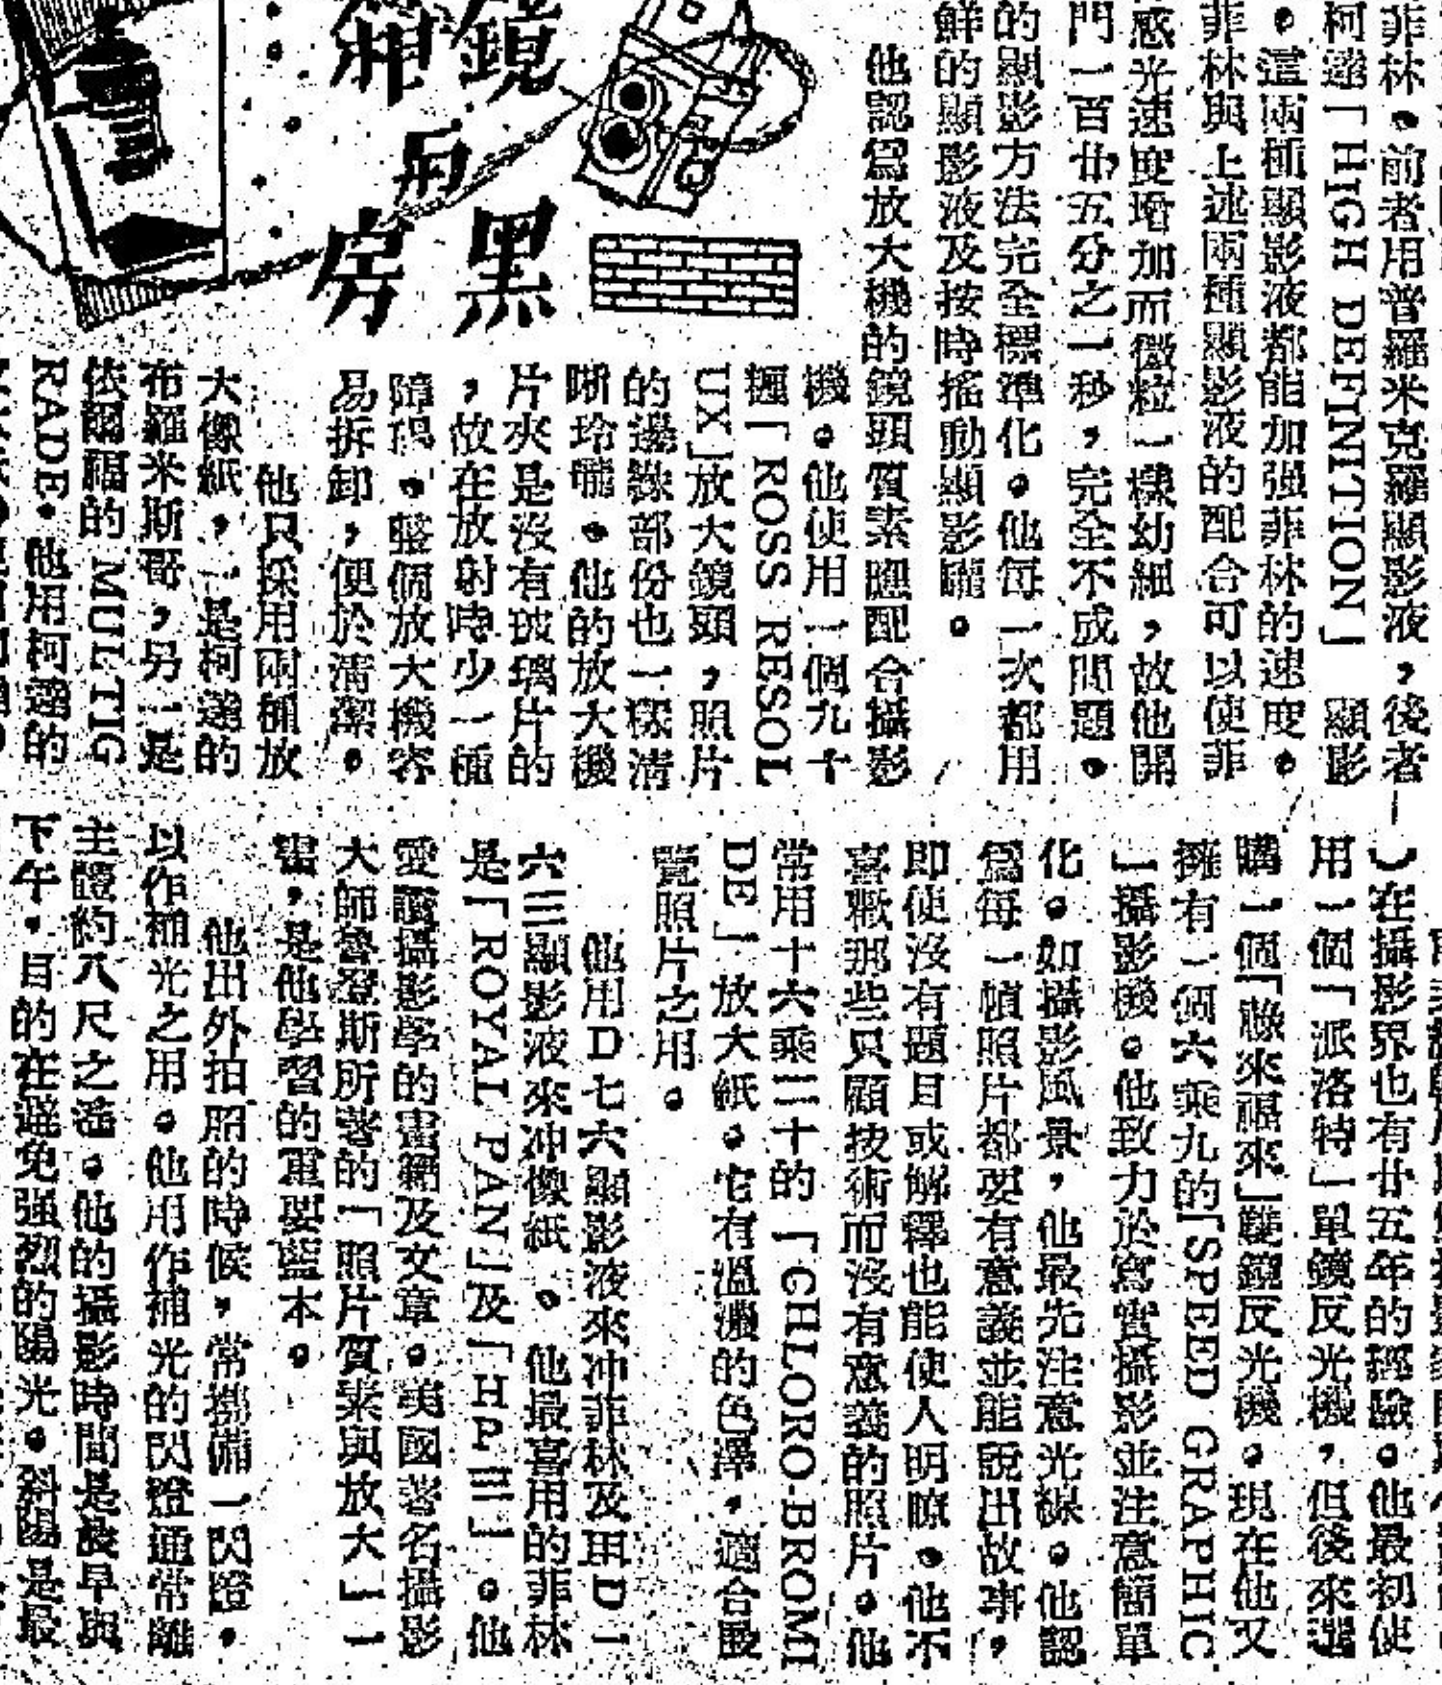 菲林。前者用普羅米克羅顯影液，後者
柯達「HIGH DEFINTION」顯影
。這兩種顯影液都能加强菲林的速度。
菲林與上述兩種顯影液的配合可以使菲
感光速度增加而微粒一樣幼細，故他開
門一百廿五分之一秒，完全不成問題。
的顯影方法完全標準化。他每一次都用
鮮的顯影液及按時搖動顯影罐。
他認爲放大機的鏡頭質素應配合攝影
機。他使用一個九十
糎「ROSS RESOL
UX」放大鏡頭，照片
的邊緣部份也一樣清
晰玲瓏。他的放大機
片夾是沒有玻璃片的
，故在放射時少一種
障碍。整個放大機容
易拆卸，便於清潔。
他只採用兩種放
大像紙，一是柯達的
布羅米斯哥，另一是
依爾福的 MULTIG
RADE。他用柯達的
鏡
與
黑
房
）在攝影界也有廿五年的經驗。他最初使
用一個「派洛特」單鏡反光機，但後來選
購一個「祿來福來」雙鏡反光機。現在他又
擁有一個六乘九的「SPEED GRAPHIC
」攝影機。他致力於寫實攝影並注意簡單
化。如攝影風景，他最先注意光線。他認
爲每一幀照片都要有意義並能說出故事，
即使沒有題目或解釋也能使人明瞭。他不
喜歡那些只顧技術而沒有意義的照片。他
常用十六乘二十的「CHLORO-BROMI
DE」放大紙。它有溫濃的色澤，適合展
覽照片之用。
他用D七六顯影液來冲菲林及用D一
六三顯影液來冲像紙。他最喜用的菲林
是「ROYAL PAN」及「HP三」。他
愛讀攝影學的書籍及文章。美國著名攝影
大師魯登斯所著的「照片質素與放大」一
書，是他學習的重要藍本。
他出外拍照的時候，常攜備一閃燈，
以作補光之用。他用作補光的閃燈通常離
主體約八尺之遙。他的攝影時間是淸早與
下午，目的在避免强烈的陽光。斜陽是最